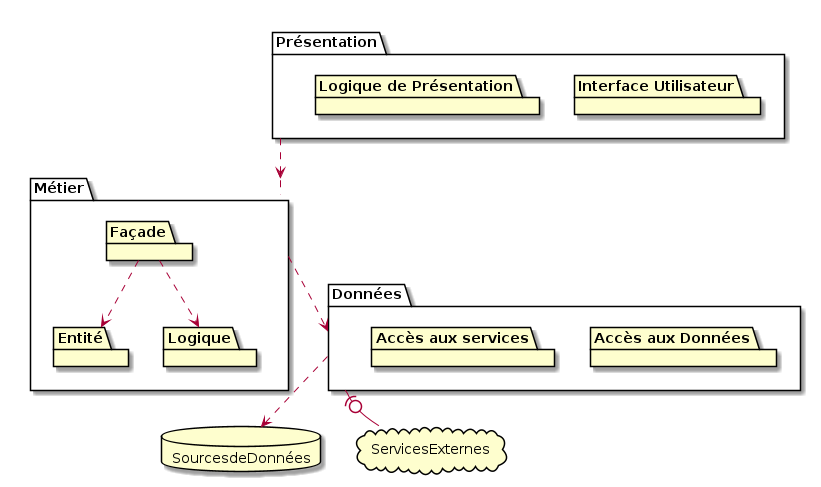 Présentation
Logique de Présentation
Interface Utilisateur
Métier
Façade
Entité
Logique
Données
Accès aux services
Accès aux Données
SourcesdeDonnées
ServicesExternes